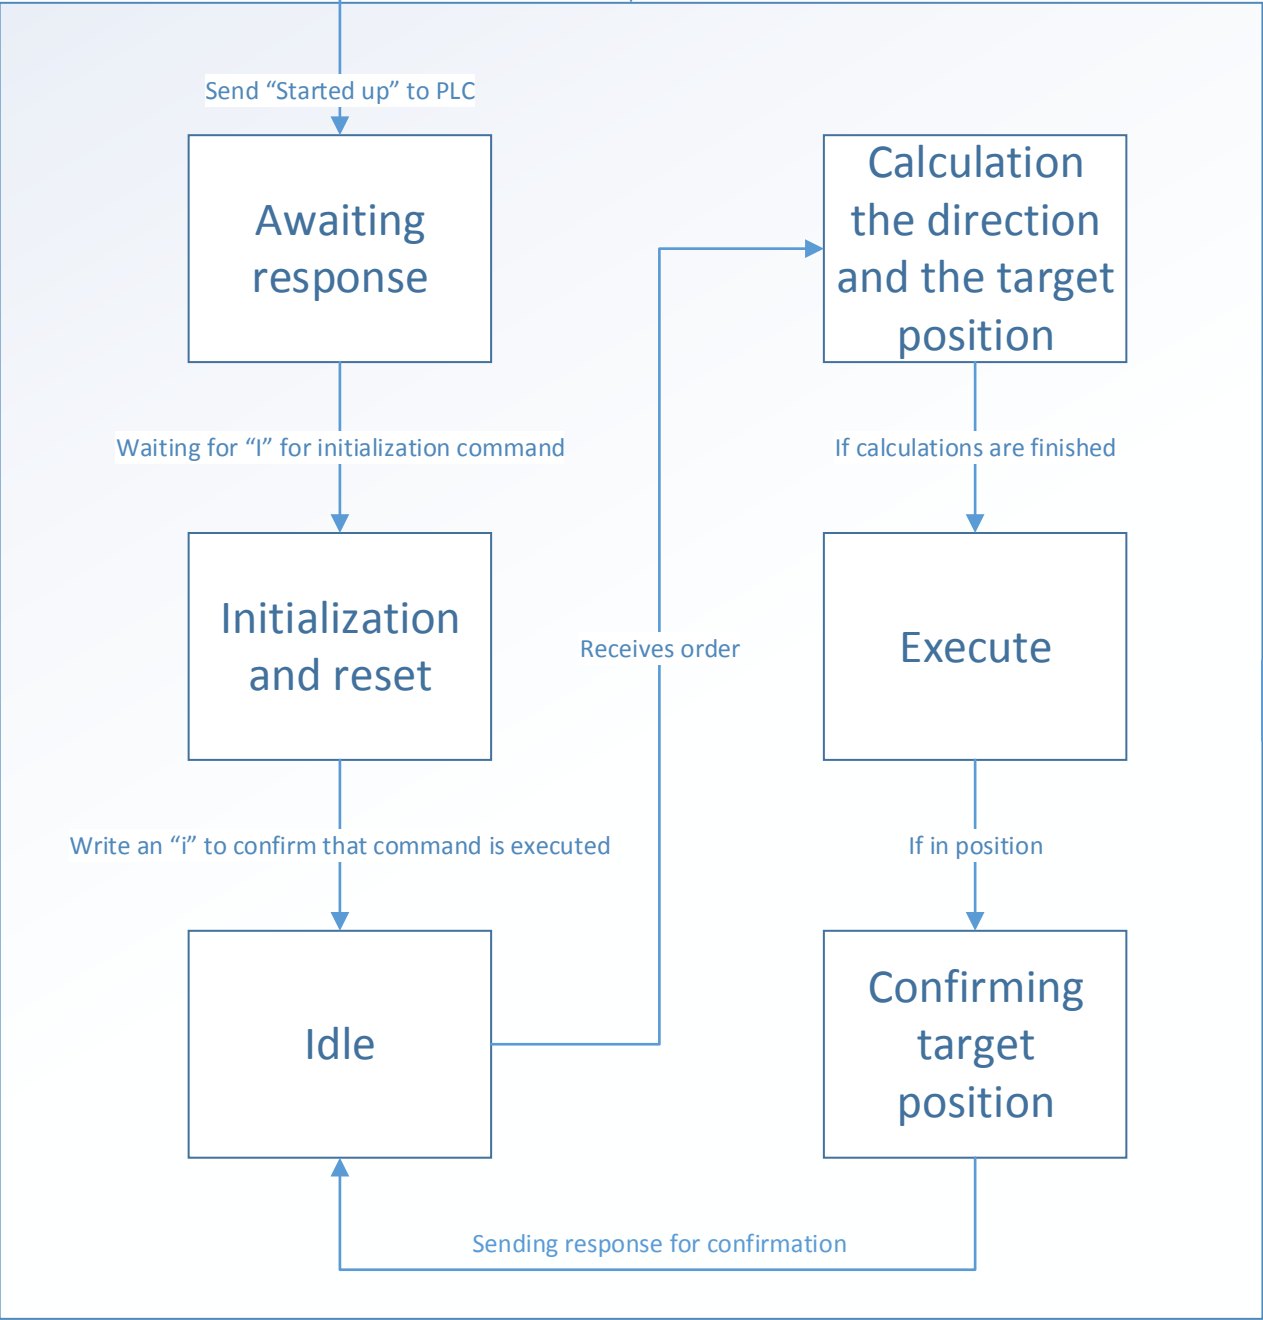 Send “Started up” to PLC
Awaiting
response
Waiting for “I” for initialization command
Initialization
and reset
Write an “i” to confirm that command is executed
Idle
Receives order
Calculation
the direction
and the target
position
If calculations are finished
Execute
If in position
Confirming
target
position
Sending response for confirmation